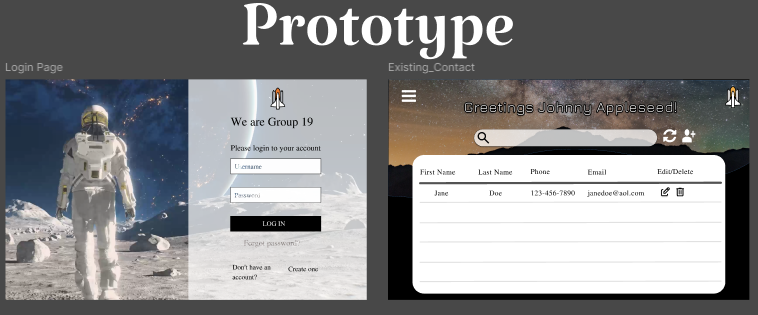 Prototype
Login Page
We are Group 19
Please login to your account
Username
Password
LOG IN
Forgot password?
Don't have an
account?
Create one
Existing_Contact
Greetings Johnny Appleseed!
First Name Last Name Phone Email Edit/Delete
Jane Doe 123-456-7890 janedoe@aol.com